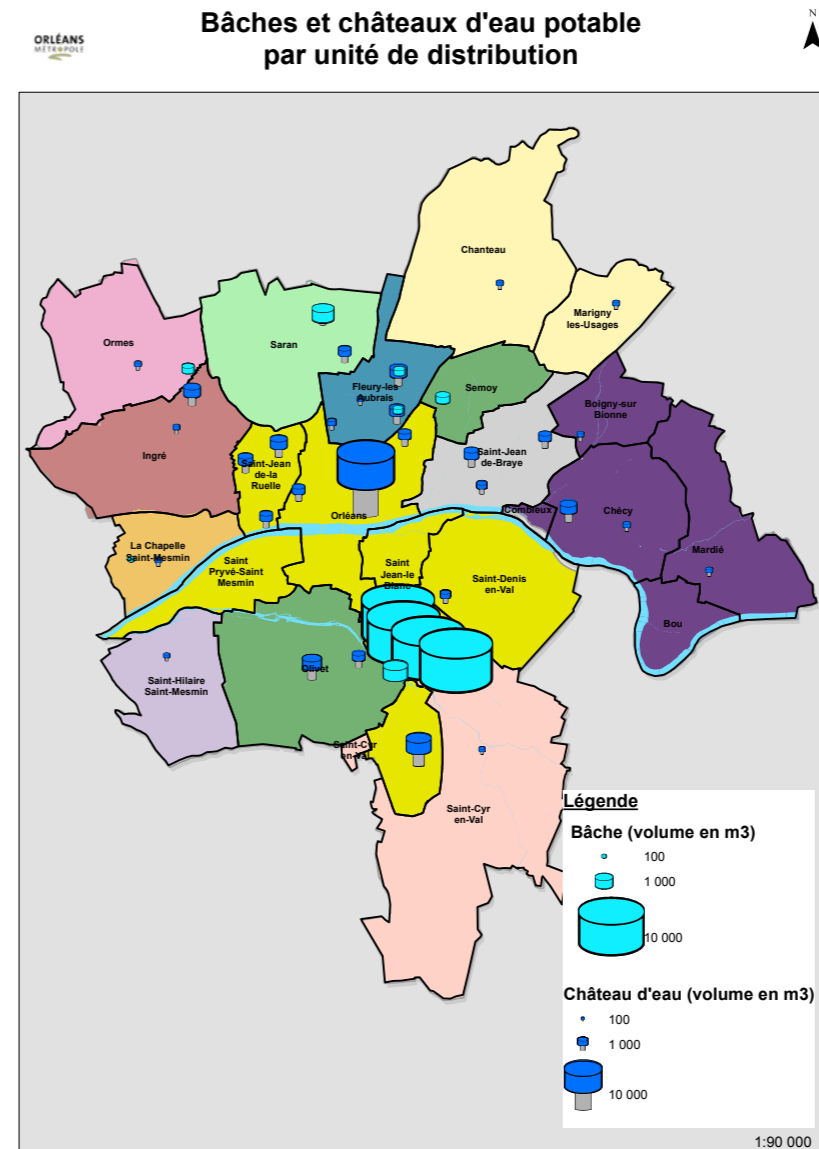 Bâches et châteaux d'eau potable
par unité de distribution
ORLÉANS
MÉTROPOLE
N
Chanteau
Marigny
les-Usages
Ormes
Saran
Fleury-les
Aubrais
Semoy
Boigny-sur
Bionne
Ingré
Saint-Jean
de-la
Ruelle
Saint-Jean
de-Braye
Orléans
Combleux
Chécy
Mardié
La Chapelle
Saint-Mesmin
Saint
Pryvé-Saint
Mesmin
Saint
Jean-le
Blanc
Saint-Denis
en-Val
Bou
Saint-Hilaire
Saint-Mesmin
Olivet
Saint-Cyr
en-Val
Saint-Cyr
en-Val
Légende
Bâche (volume en m3)
100
1 000
10 000
Château d'eau (volume en m3)
100
1 000
10 000
1:90 000